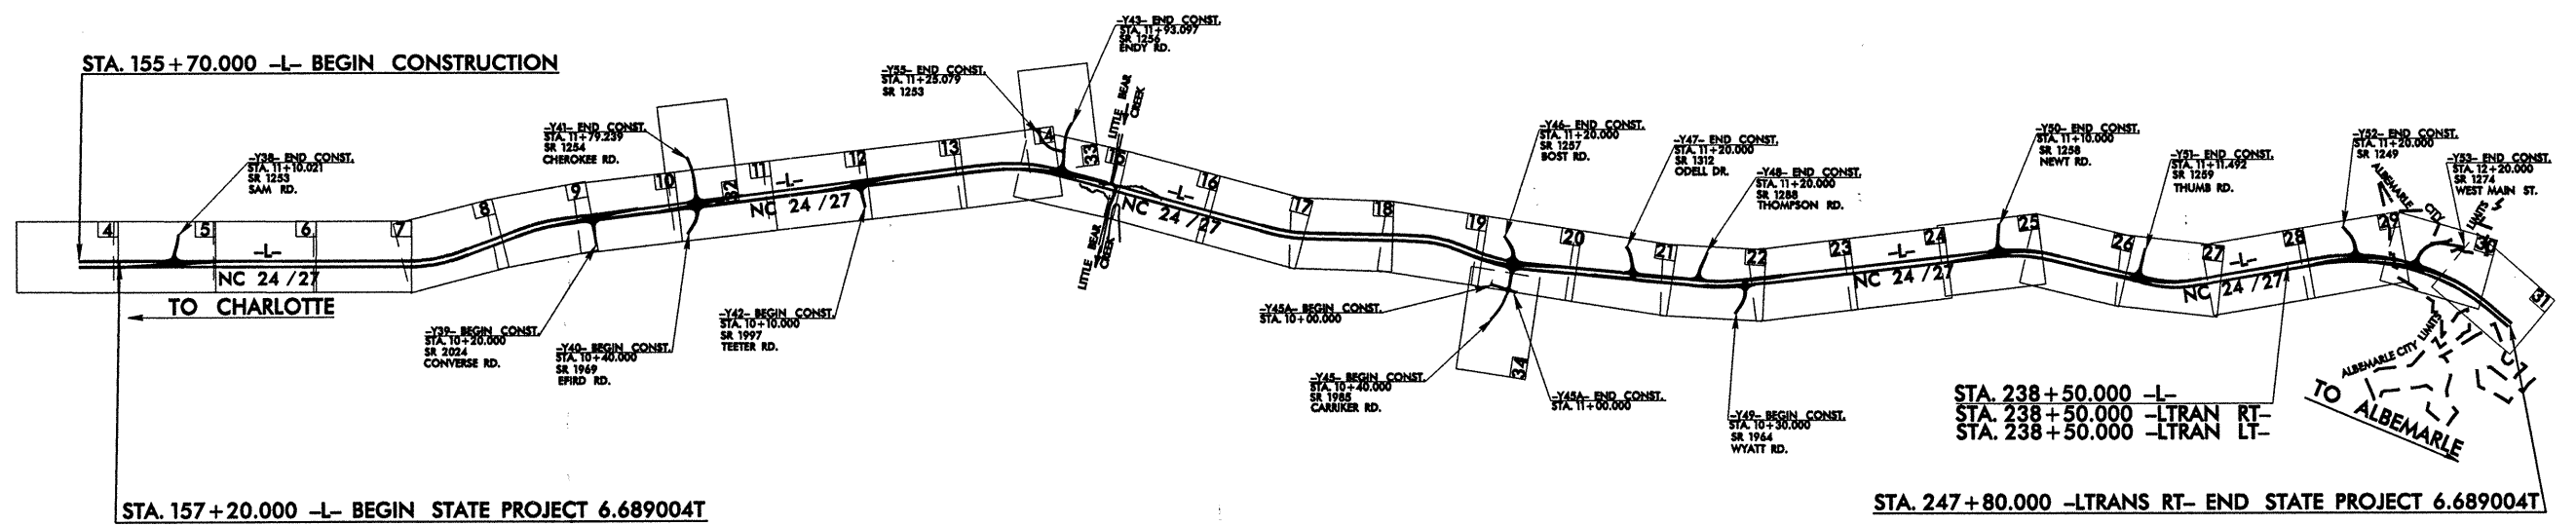 STA. 155+70.000 –L– BEGIN CONSTRUCTION
–Y38– END CONST.
STA. 11+10.021
SR 1253
SAM RD.
–Y41– END CONST.
STA. 11+79.239
SR 1254
CHEROKEE RD.
–Y55– END CONST.
STA. 11+25.079
SR 1253
–Y43– END CONST.
STA. 11+93.097
SR 1256
ENDY RD.
LITTLE BEAR
CREEK
–Y46– END CONST.
STA. 11+20.000
SR 1257
BOST RD.
–Y47– END CONST.
STA. 11+20.000
SR 1312
ODELL DR.
–Y48– END CONST.
STA. 11+20.000
SR 1288
THOMPSON RD.
–Y50– END CONST.
STA. 11+10.000
SR 1258
NEWT RD.
–Y51– END CONST.
STA. 11+11.492
SR 1259
THUMB RD.
–Y52– END CONST.
STA. 11+20.000
SR 1249
–Y53– END CONST.
STA. 12+20.000
SR 1274
WEST MAIN ST.
ALBEMARLE CITY LIMITS
4
5
6
7
8
9
10
32
11
12
13
14
33
15
16
17
18
19
20
21
22
23
24
25
26
27
28
29
30
31
34
–L–
NC 24/27
–L–
NC 24/27
–L–
NC 24/27
–L–
NC 24/27
–L–
NC 24/27
TO CHARLOTTE
LITTLE BEAR
CREEK
–Y39– BEGIN CONST.
STA. 10+20.000
SR 2024
CONVERSE RD.
–Y40– BEGIN CONST.
STA. 10+40.000
SR 1969
EFIRD RD.
–Y42– BEGIN CONST.
STA. 10+10.000
SR 1997
TEETER RD.
–Y45A– BEGIN CONST.
STA. 10+00.000
–Y45– BEGIN CONST.
STA. 10+40.000
SR 1985
CARRIKER RD.
–Y45A– END CONST.
STA. 11+00.000
–Y49– BEGIN CONST.
STA. 10+30.000
SR 1964
WYATT RD.
STA. 238+50.000 –L–
STA. 238+50.000 –LTRAN RT–
STA. 238+50.000 –LTRAN LT–
ALBEMARLE CITY LIMITS
TO ALBEMARLE
STA. 157+20.000 –L– BEGIN STATE PROJECT 6.689004T
STA. 247+80.000 –LTRANS RT– END STATE PROJECT 6.689004T